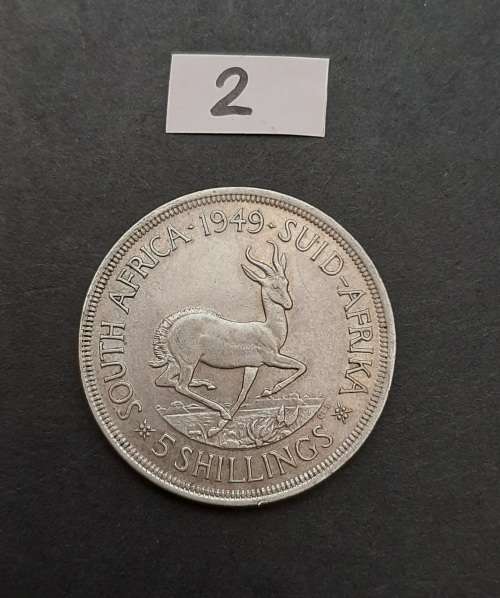 2
SOUTH AFRICA · 1949 · SUID-AFRIKA
5 SHILLINGS